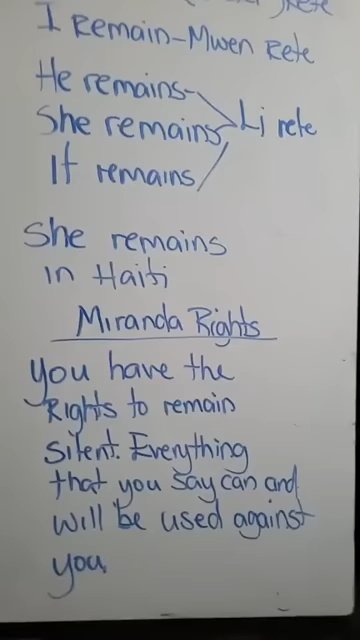 rete
I Remain-Mwen Rete
He remains-
She remains, Li rete
It remains
She remains
in Haiti
Miranda Rights
You have the
Rights to remain
silent. Everything
that you say can and
will be used against
you.